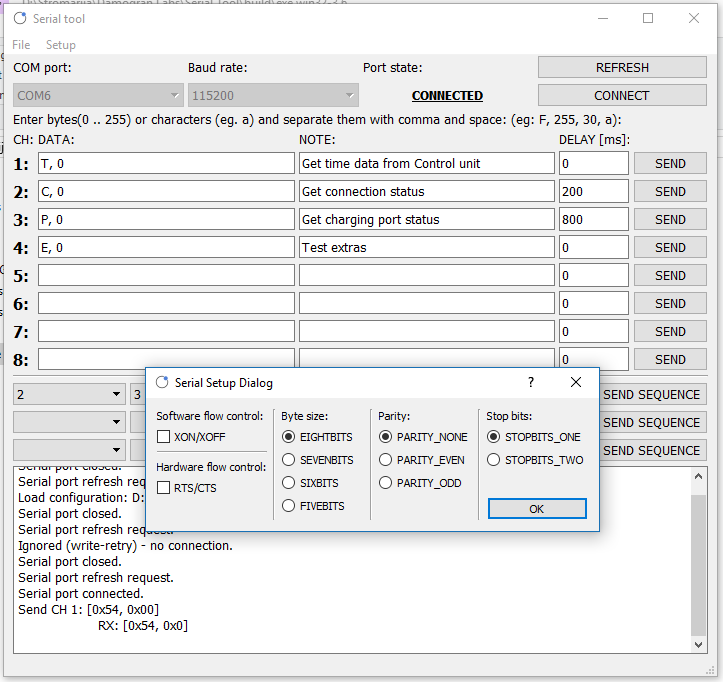 Serial tool
File Setup
COM port: Baud rate: Port state: REFRESH
COM6 115200 CONNECTED CONNECT
Enter bytes(0 .. 255) or characters (eg. a) and separate them with comma and space: (eg: F, 255, 30, a):
CH: DATA: NOTE: DELAY [ms]:
1: T, 0 Get time data from Control unit 0 SEND
2: C, 0 Get connection status 200 SEND
3: P, 0 Get charging port status 800 SEND
4: E, 0 Test extras 0 SEND
5: 0 SEND
6: 0 SEND
7: 0 SEND
8: 0 SEND
2 3 SEND SEQUENCE
SEND SEQUENCE
SEND SEQUENCE
Serial Setup Dialog ?
Software flow control: Byte size: Parity: Stop bits:
XON/XOFF EIGHTBITS PARITY_NONE STOPBITS_ONE
Hardware flow control: SEVENBITS PARITY_EVEN STOPBITS_TWO
RTS/CTS SIXBITS PARITY_ODD
FIVEBITS OK
Serial port closed.
Serial port refresh req
Load configuration: D:
Serial port closed.
Serial port refresh request.
Ignored (write-retry) - no connection.
Serial port closed.
Serial port refresh request.
Serial port connected.
Send CH 1: [0x54, 0x00]
RX: [0x54, 0x0]